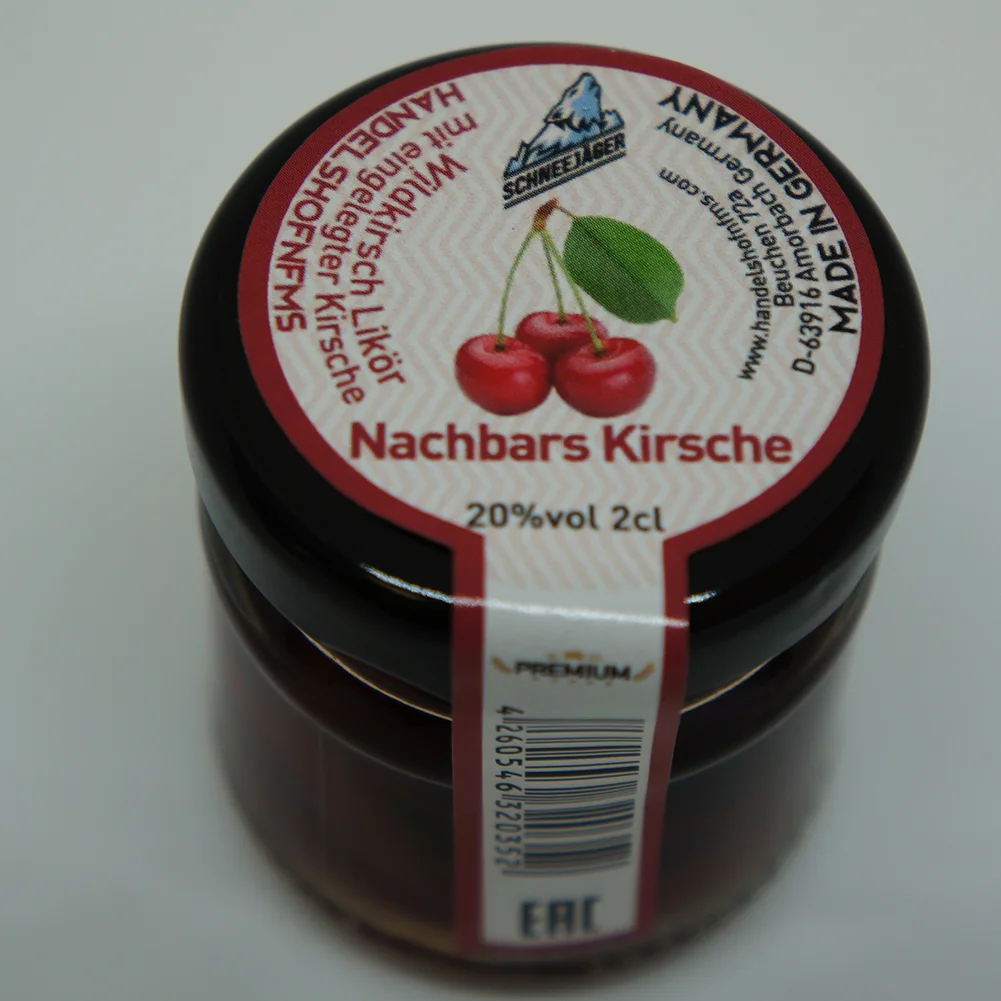 SCHNEEJÄGER
HANDELSHOFNFMS
mit eingelegter Kirsche
Wildkirsch Likör
www.handelshofnfms.com
Beuchen 72a
D-63916 Amorbach Germany
MADE IN GERMANY
Nachbars Kirsche
20%vol 2cl
PREMIUM
4260546320352
EAC